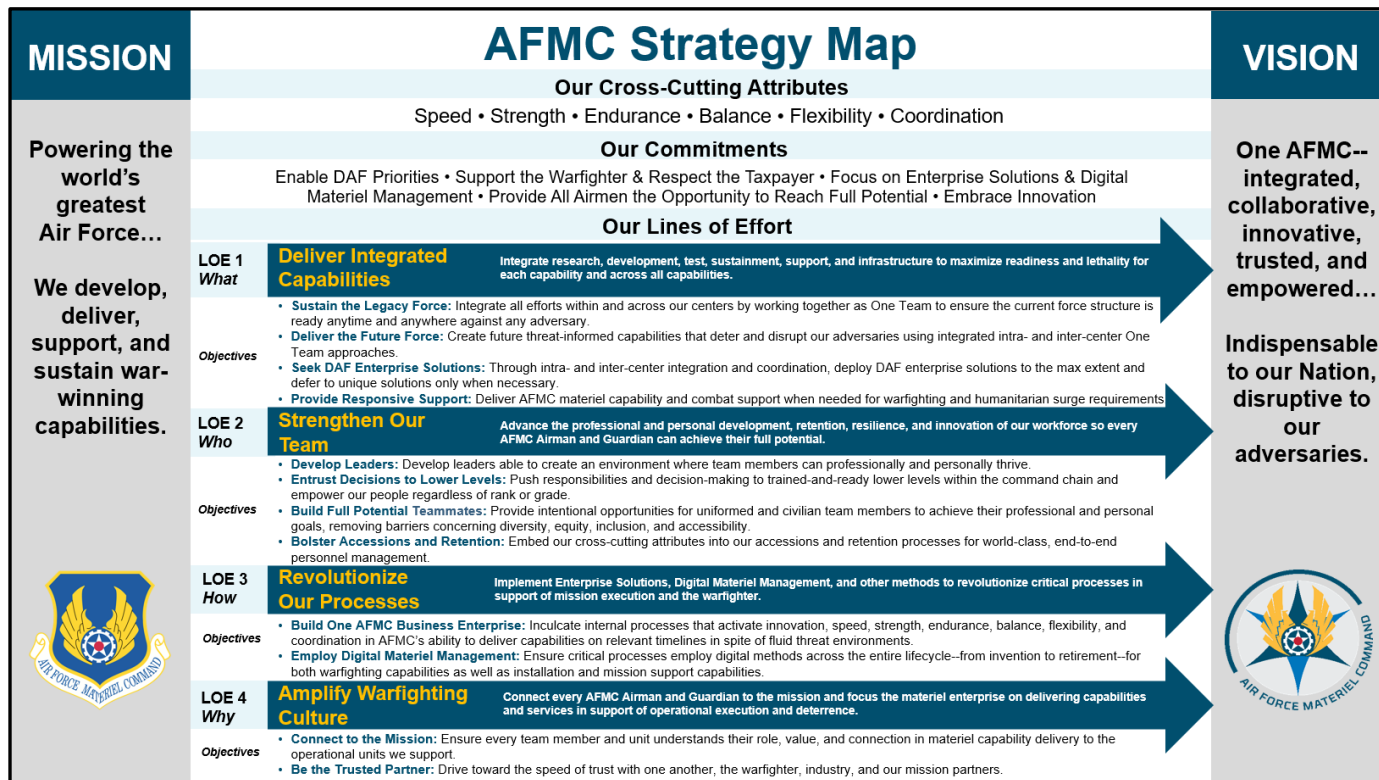 MISSION
Powering the
world's
greatest
Air Force…
We develop,
deliver,
support, and
sustain war-
winning
capabilities.
AIR FORCE MATERIEL COMMAND
AFMC Strategy Map
Our Cross-Cutting Attributes
Speed • Strength • Endurance • Balance • Flexibility • Coordination
Our Commitments
Enable DAF Priorities • Support the Warfighter & Respect the Taxpayer • Focus on Enterprise Solutions & Digital
Materiel Management • Provide All Airmen the Opportunity to Reach Full Potential • Embrace Innovation
Our Lines of Effort
LOE 1
What
Deliver Integrated
Capabilities
Integrate research, development, test, sustainment, support, and infrastructure to maximize readiness and lethality for
each capability and across all capabilities.
Objectives
• Sustain the Legacy Force: Integrate all efforts within and across our centers by working together as One Team to ensure the current force structure is
ready anytime and anywhere against any adversary.
• Deliver the Future Force: Create future threat-informed capabilities that deter and disrupt our adversaries using integrated intra- and inter-center One
Team approaches.
• Seek DAF Enterprise Solutions: Through intra- and inter-center integration and coordination, deploy DAF enterprise solutions to the max extent and
defer to unique solutions only when necessary.
• Provide Responsive Support: Deliver AFMC materiel capability and combat support when needed for warfighting and humanitarian surge requirements
LOE 2
Who
Strengthen Our
Team
Advance the professional and personal development, retention, resilience, and innovation of our workforce so every
AFMC Airman and Guardian can achieve their full potential.
Objectives
• Develop Leaders: Develop leaders able to create an environment where team members can professionally and personally thrive.
• Entrust Decisions to Lower Levels: Push responsibilities and decision-making to trained-and-ready lower levels within the command chain and
empower our people regardless of rank or grade.
• Build Full Potential Teammates: Provide intentional opportunities for uniformed and civilian team members to achieve their professional and personal
goals, removing barriers concerning diversity, equity, inclusion, and accessibility.
• Bolster Accessions and Retention: Embed our cross-cutting attributes into our accessions and retention processes for world-class, end-to-end
personnel management.
LOE 3
How
Revolutionize
Our Processes
Implement Enterprise Solutions, Digital Materiel Management, and other methods to revolutionize critical processes in
support of mission execution and the warfighter.
Objectives
• Build One AFMC Business Enterprise: Inculcate internal processes that activate innovation, speed, strength, endurance, balance, flexibility, and
coordination in AFMC's ability to deliver capabilities on relevant timelines in spite of fluid threat environments.
• Employ Digital Materiel Management: Ensure critical processes employ digital methods across the entire lifecycle--from invention to retirement--for
both warfighting capabilities as well as installation and mission support capabilities.
LOE 4
Why
Amplify Warfighting
Culture
Connect every AFMC Airman and Guardian to the mission and focus the materiel enterprise on delivering capabilities
and services in support of operational execution and deterrence.
Objectives
• Connect to the Mission: Ensure every team member and unit understands their role, value, and connection in materiel capability delivery to the
operational units we support.
• Be the Trusted Partner: Drive toward the speed of trust with one another, the warfighter, industry, and our mission partners.
VISION
One AFMC--
integrated,
collaborative,
innovative,
trusted, and
empowered…
Indispensable
to our Nation,
disruptive to
our
adversaries.
AIR FORCE MATERIEL COMMAND